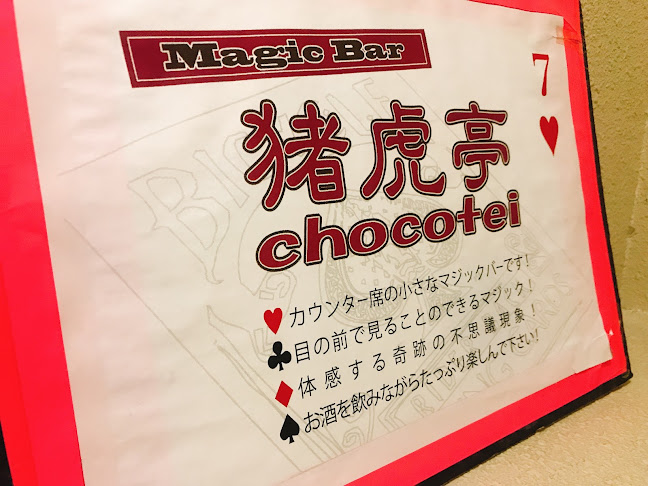 Magic Bar
7
猪虎亭
chocotei
BICYCLE
♥カウンター席の小さなマジックバーです!
♣目の前で見ることのできるマジック!
♦体感する奇跡の不思議現象!
♠お酒を飲みながらたっぷり楽しんで下さい!